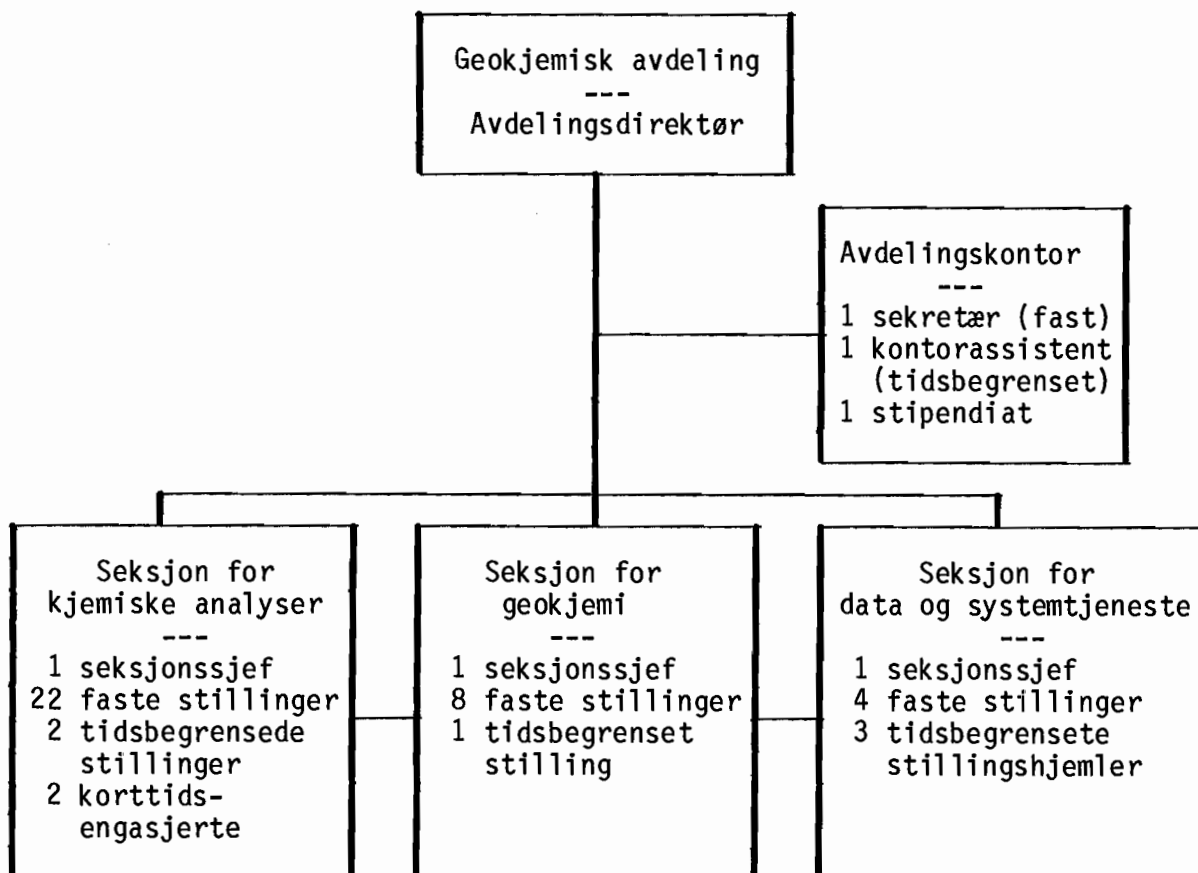 Geokjemisk avdeling
---
Avdelingsdirektør
Avdelingskontor
---
1 sekretær (fast)
1 kontorassistent
(tidsbegrenset)
1 stipendiat
Seksjon for
kjemiske analyser
---
1 seksjonssjef
22 faste stillinger
2 tidsbegrensede
stillinger
2 korttids-
engasjerte
Seksjon for
geokjemi
---
1 seksjonssjef
8 faste stillinger
1 tidsbegrenset
stilling
Seksjon for
data og systemtjeneste
---
1 seksjonssjef
4 faste stillinger
3 tidsbegrensete
stillingshjemler